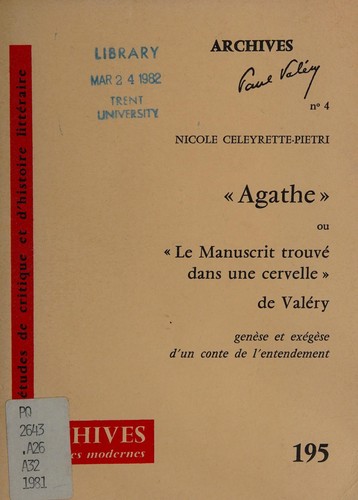 ARCHIVES
Paul Valéry
nº 4
LIBRARY
MAR 24 1982
TRENT
UNIVERSITY
NICOLE CELEYRETTE-PIETRI
« Agathe »
ou
« Le Manuscrit trouvé
dans une cervelle »
de Valéry
genèse et exégèse
d'un conte de l'entendement
études de critique et d'histoire littéraire
PQ
2643
.A26
A32
1981
HIVES
es modernes
195